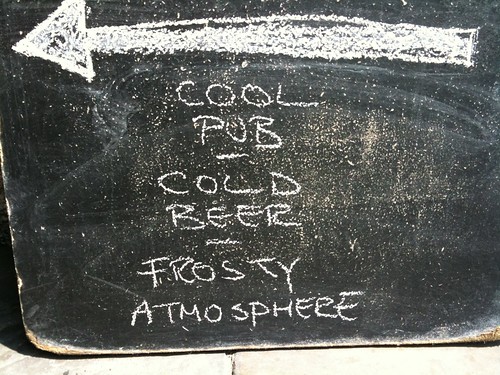 COOL
PUB
-
COLD
BEER
-
FROSTY
ATMOSPHERE